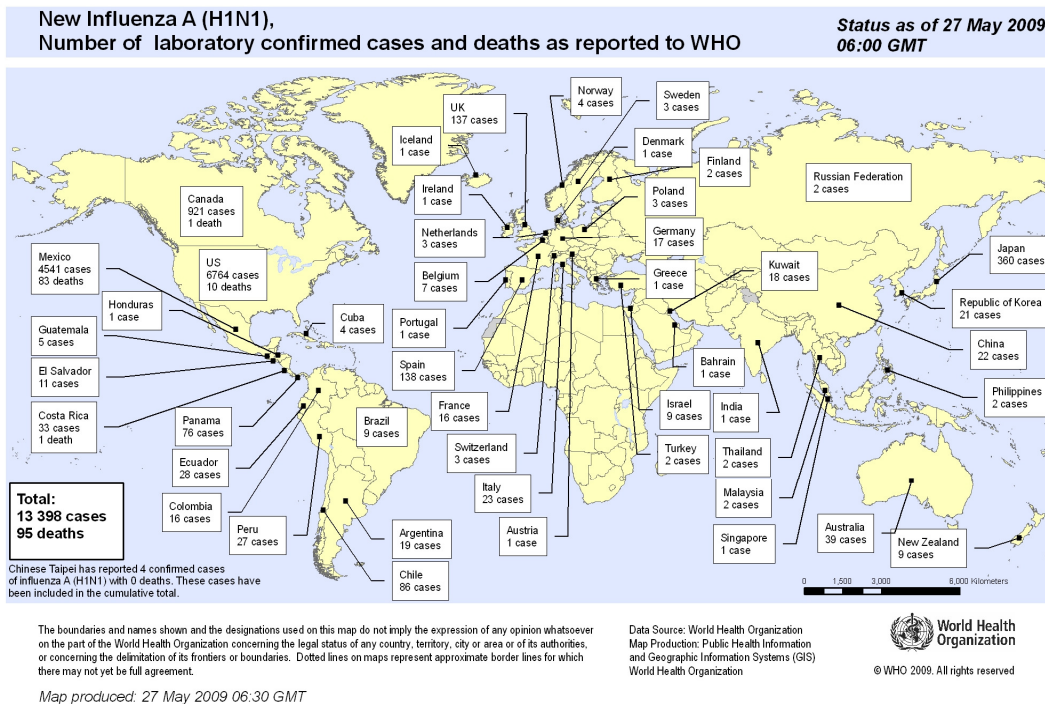 New Influenza A (H1N1),
Number of laboratory confirmed cases and deaths as reported to WHO
Status as of 27 May 2009
06:00 GMT
Norway
4 cases
Sweden
3 cases
UK
137 cases
Iceland
1 case
Denmark
1 case
Finland
2 cases
Russian Federation
2 cases
Ireland
1 case
Poland
3 cases
Canada
921 cases
1 death
Netherlands
3 cases
Germany
17 cases
Mexico
4541 cases
83 deaths
US
6764 cases
10 deaths
Belgium
7 cases
Greece
1 case
Kuwait
18 cases
Japan
360 cases
Honduras
1 case
Cuba
4 cases
Portugal
1 case
Republic of Korea
21 cases
Guatemala
5 cases
China
22 cases
El Salvador
11 cases
Spain
138 cases
Bahrain
1 case
Philippines
2 cases
Costa Rica
33 cases
1 death
Panama
76 cases
Brazil
9 cases
France
16 cases
Israel
9 cases
India
1 case
Ecuador
28 cases
Switzerland
3 cases
Turkey
2 cases
Thailand
2 cases
Colombia
16 cases
Italy
23 cases
Malaysia
2 cases
Peru
27 cases
Argentina
19 cases
Austria
1 case
Singapore
1 case
Australia
39 cases
New Zealand
9 cases
Chile
86 cases
Total:
13 398 cases
95 deaths
Chinese Taipei has reported 4 confirmed cases
of influenza A (H1N1) with 0 deaths. These cases have
been included in the cumulative total.
0 1,500 3,000 6,000 Kilometers
The boundaries and names shown and the designations used on this map do not imply the expression of any opinion whatsoever
on the part of the World Health Organization concerning the legal status of any country, territory, city or area or of its authorities,
or concerning the delimitation of its frontiers or boundaries. Dotted lines on maps represent approximate border lines for which
there may not yet be full agreement.
Data Source: World Health Organization
Map Production: Public Health Information
and Geographic Information Systems (GIS)
World Health Organization
World Health
Organization
© WHO 2009. All rights reserved
Map produced: 27 May 2009 06:30 GMT